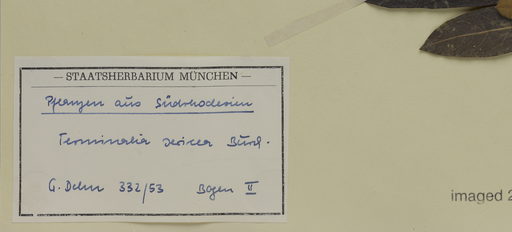 — STAATSHERBARIUM MÜNCHEN —
Pflanzen aus Südrhodesien
Terminalia sericea Burch.
G. Dehn 332/53 Bogen II
imaged 2